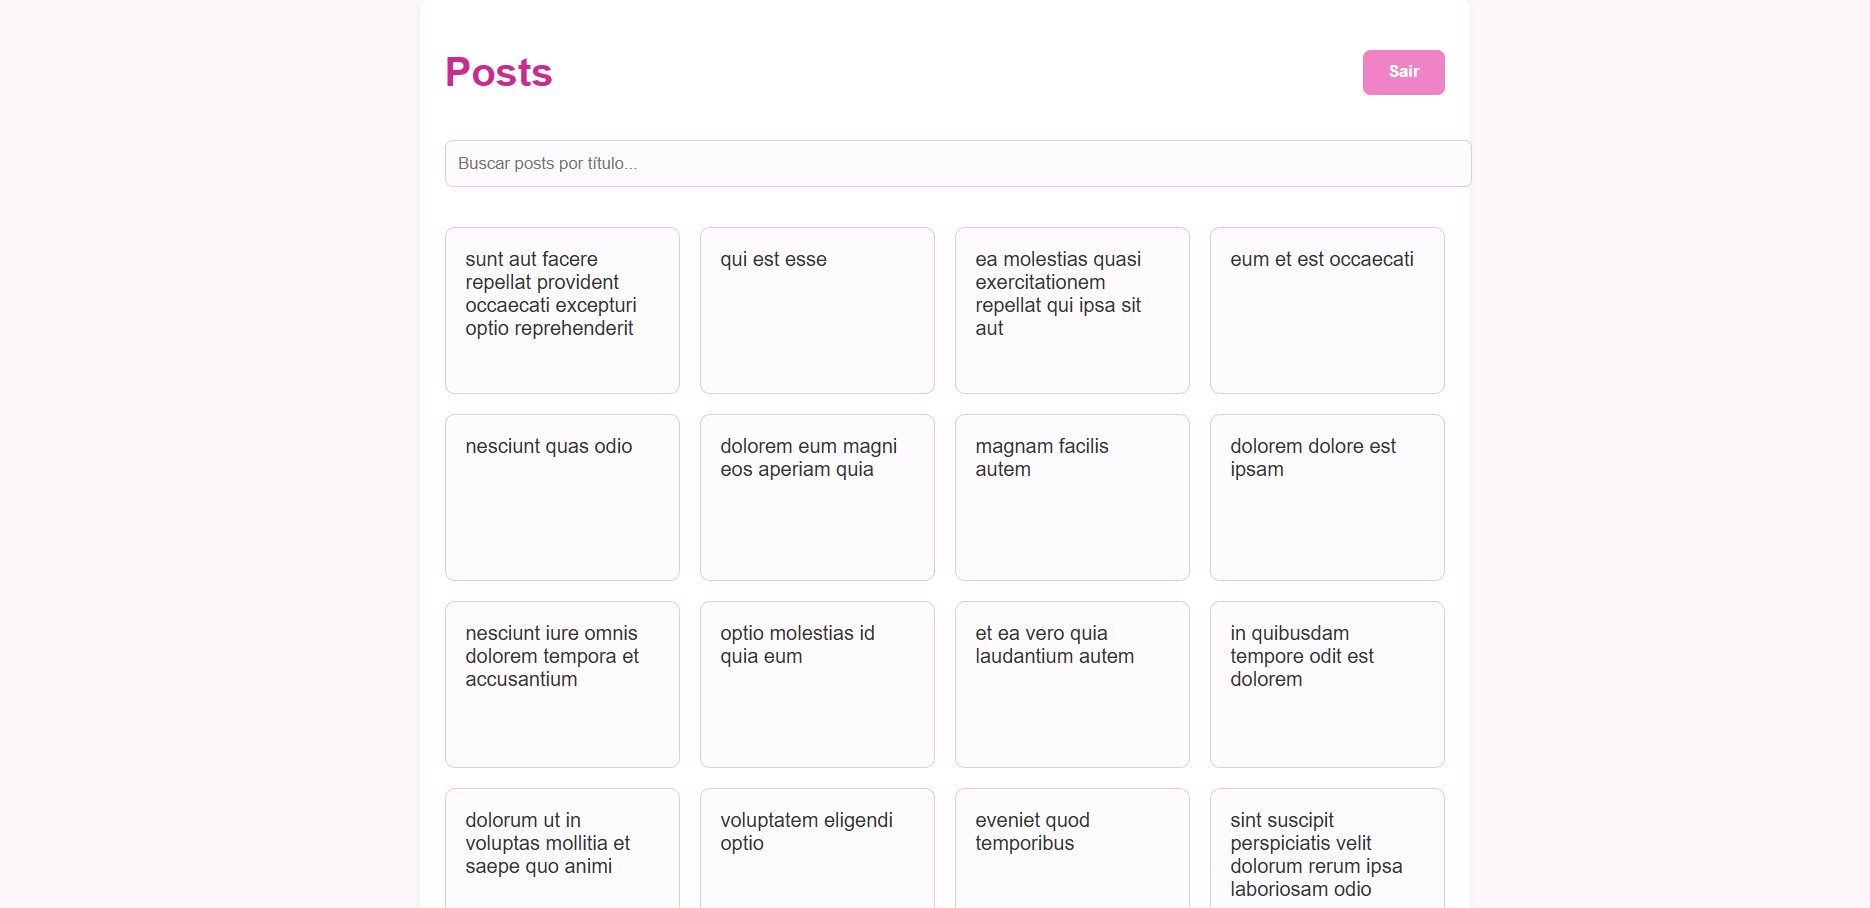 Posts
Sair
Buscar posts por título...
sunt aut facere
repellat provident
occaecati excepturi
optio reprehenderit
qui est esse
ea molestias quasi
exercitationem
repellat qui ipsa sit
aut
eum et est occaecati
nesciunt quas odio
dolorem eum magni
eos aperiam quia
magnam facilis
autem
dolorem dolore est
ipsam
nesciunt iure omnis
dolorem tempora et
accusantium
optio molestias id
quia eum
et ea vero quia
laudantium autem
in quibusdam
tempore odit est
dolorem
dolorum ut in
voluptas mollitia et
saepe quo animi
voluptatem eligendi
optio
eveniet quod
temporibus
sint suscipit
perspiciatis velit
dolorum rerum ipsa
laboriosam odio